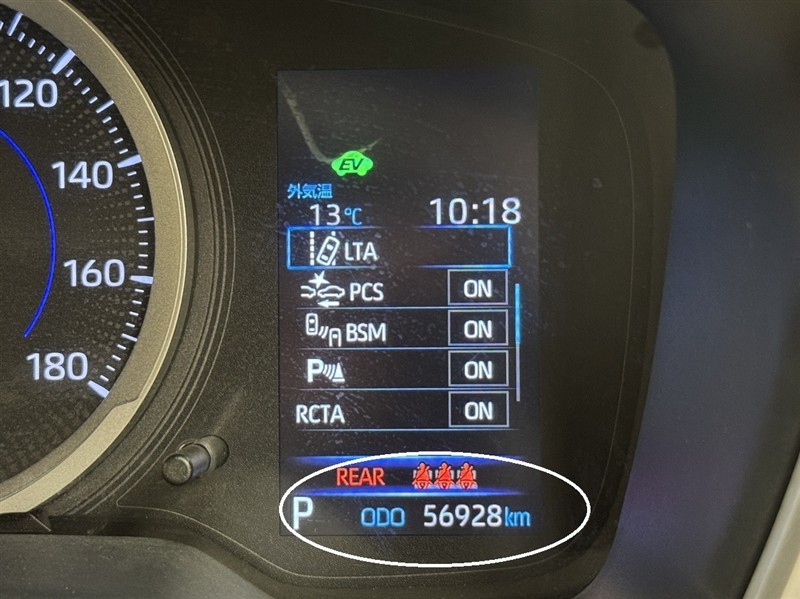 120
140
160
180
EV
外気温
13℃ 10:18
LTA
PCS ON
BSM ON
P ON
RCTA ON
REAR
P ODO 56928km